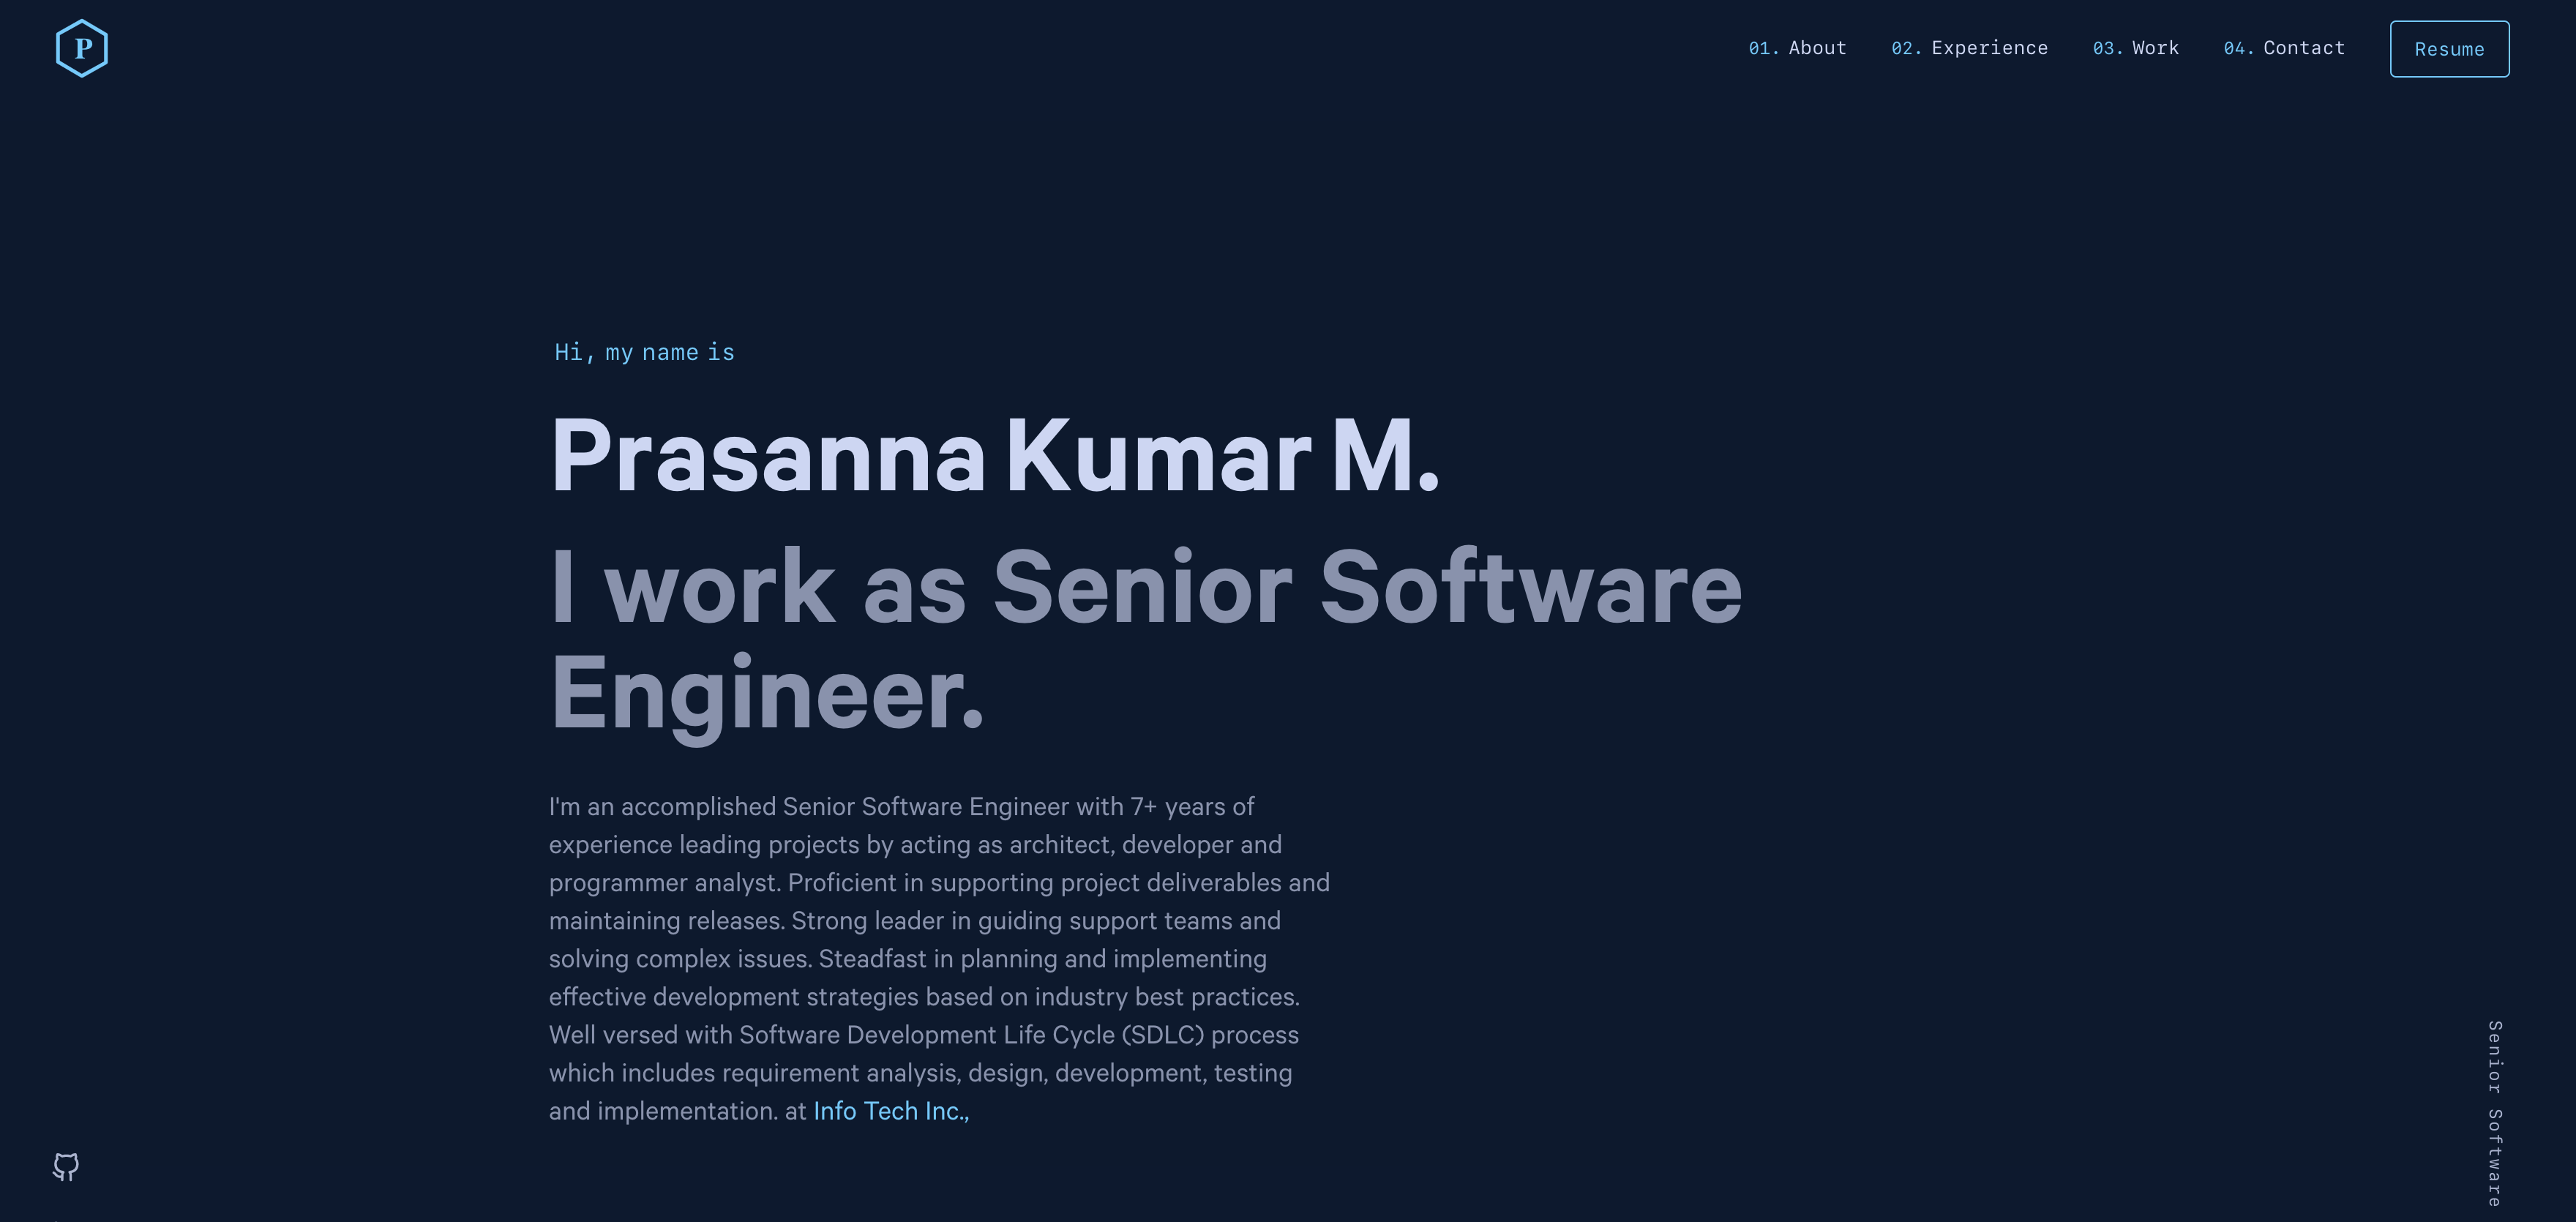 P
01. About 02. Experience 03. Work 04. Contact Resume
Hi, my name is
Prasanna Kumar M.
I work as Senior Software
Engineer.
I'm an accomplished Senior Software Engineer with 7+ years of
experience leading projects by acting as architect, developer and
programmer analyst. Proficient in supporting project deliverables and
maintaining releases. Strong leader in guiding support teams and
solving complex issues. Steadfast in planning and implementing
effective development strategies based on industry best practices.
Well versed with Software Development Life Cycle (SDLC) process
which includes requirement analysis, design, development, testing
and implementation. at Info Tech Inc.,
Senior Software